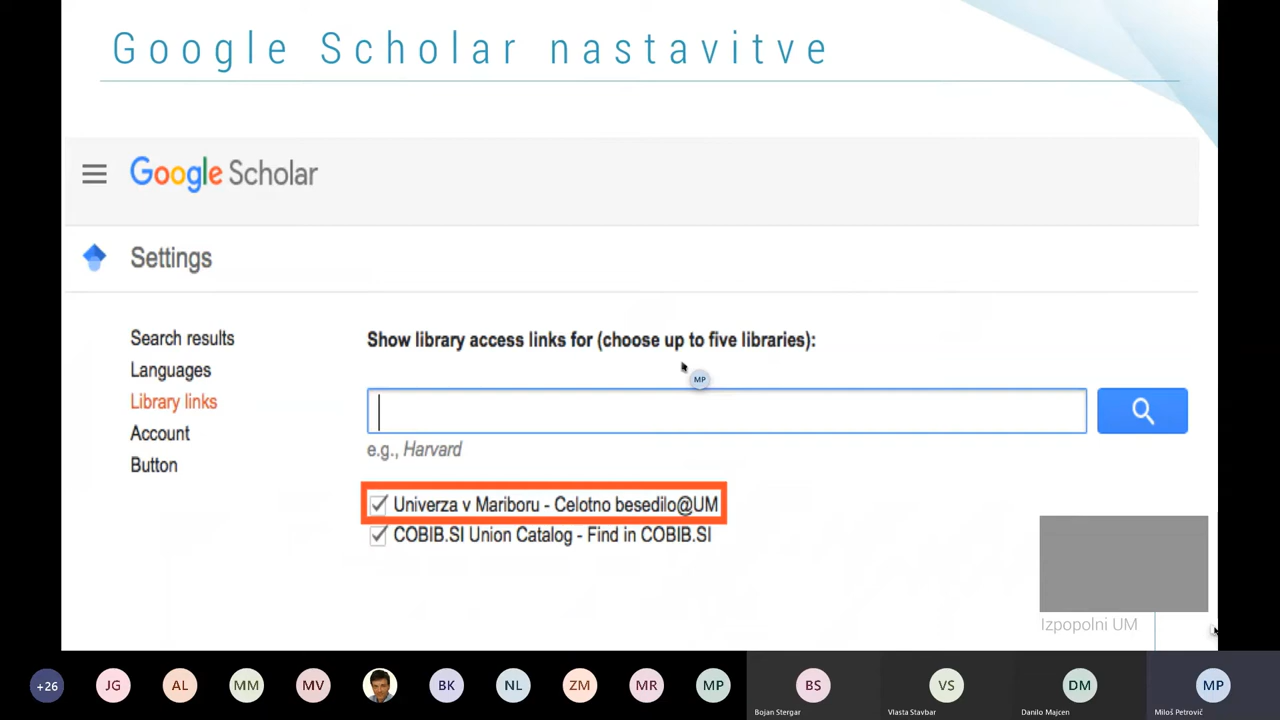 Google Scholar nastavitve
Google Scholar
Settings
Search results
Languages
Library links
Account
Button
Show library access links for (choose up to five libraries):
MP
e.g., Harvard
Univerza v Mariboru - Celotno besedilo@UM
COBIB.SI Union Catalog - Find in COBIB.SI
Izpopolni UM
+26
JG
AL
MM
MV
BK
NL
ZM
MR
MP
BS
Bojan Stergar
VS
Vlasta Stavbar
DM
Danilo Majcen
MP
Miloš Petrovič